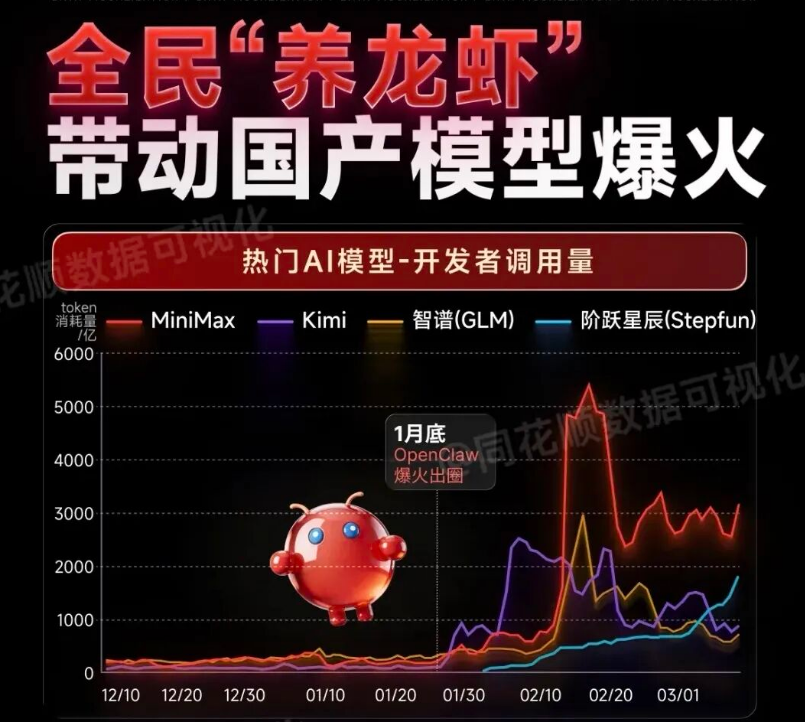 全民“养龙虾”
带动国产模型爆火
热门AI模型-开发者调用量
token
消耗量
/亿
MiniMax
Kimi
智谱(GLM)
阶跃星辰(Stepfun)
6000
5000
4000
3000
2000
1000
0
1月底
OpenClaw
爆火出圈
12/10
12/20
12/30
01/10
01/20
01/30
02/10
02/20
03/01
花顺数据可视化
@同花顺数据可视化